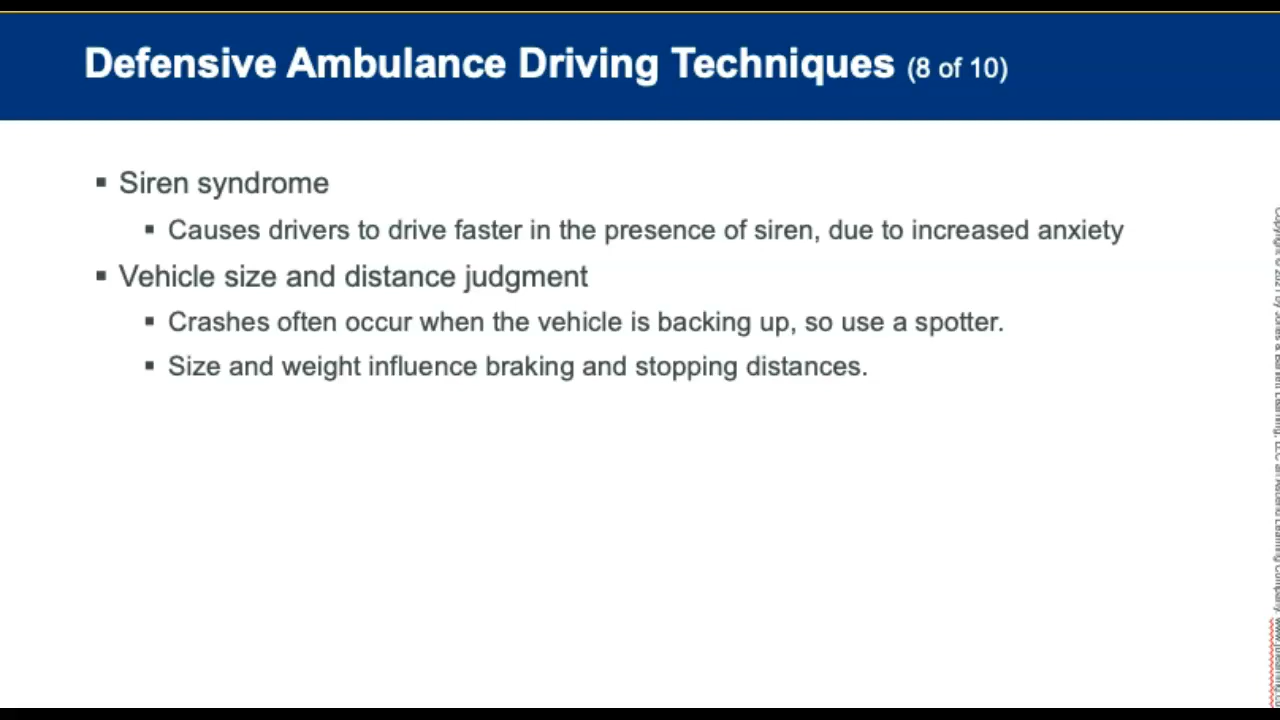 Defensive Ambulance Driving Techniques (8 of 10)
▪ Siren syndrome
▪ Causes drivers to drive faster in the presence of siren, due to increased anxiety
▪ Vehicle size and distance judgment
▪ Crashes often occur when the vehicle is backing up, so use a spotter.
▪ Size and weight influence braking and stopping distances.